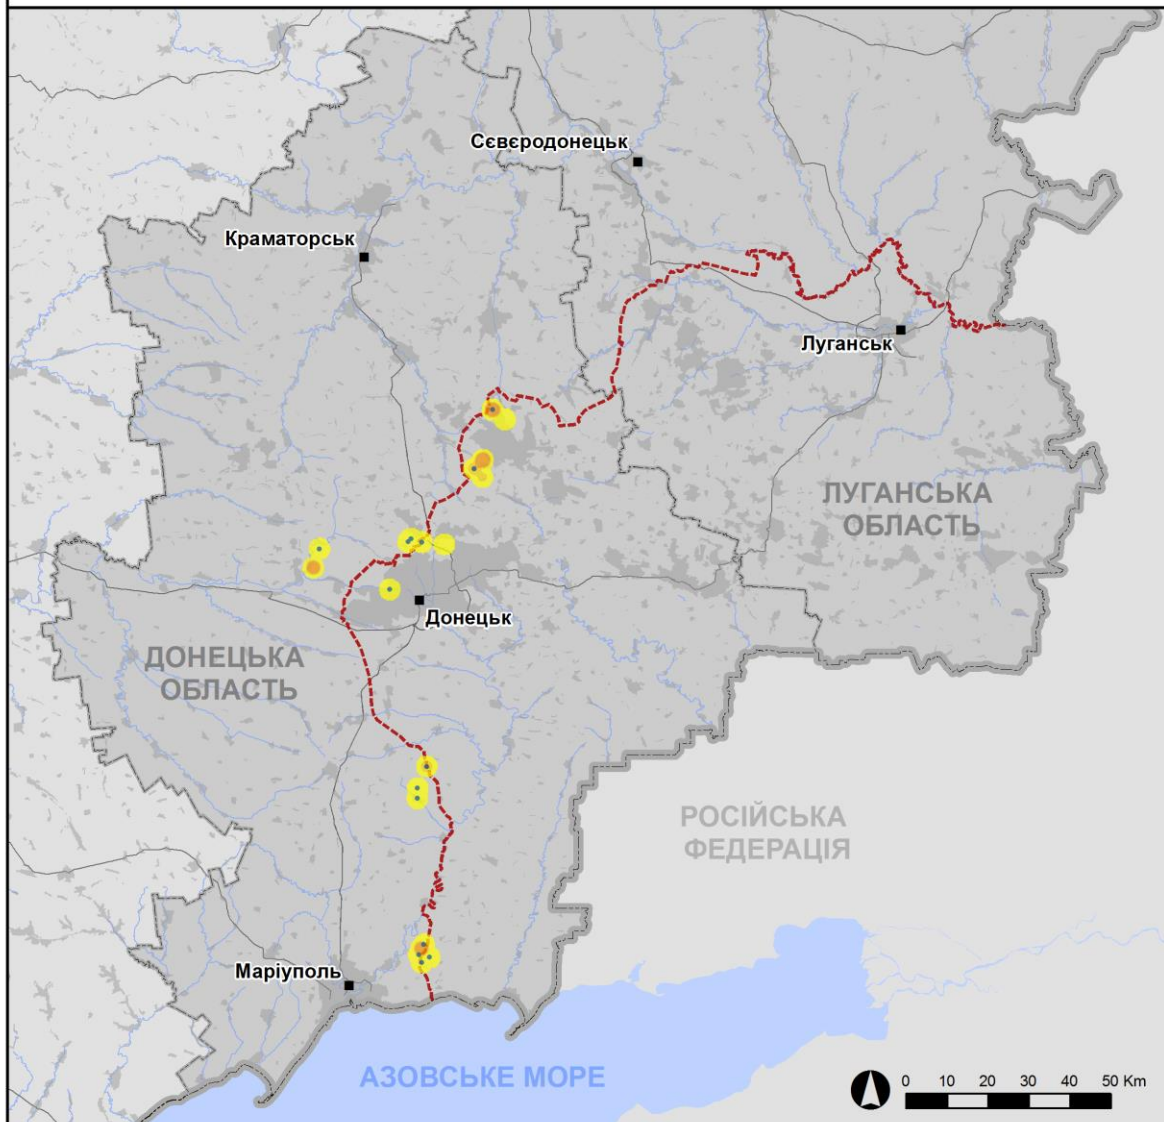 Сєвєродонецьк
Краматорськ
Луганськ
ЛУГАНСЬКА
ОБЛАСТЬ
Донецьк
ДОНЕЦЬКА
ОБЛАСТЬ
РОСІЙСЬКА
ФЕДЕРАЦІЯ
Маріуполь
АЗОВСЬКЕ МОРЕ
0 10 20 30 40 50 Km